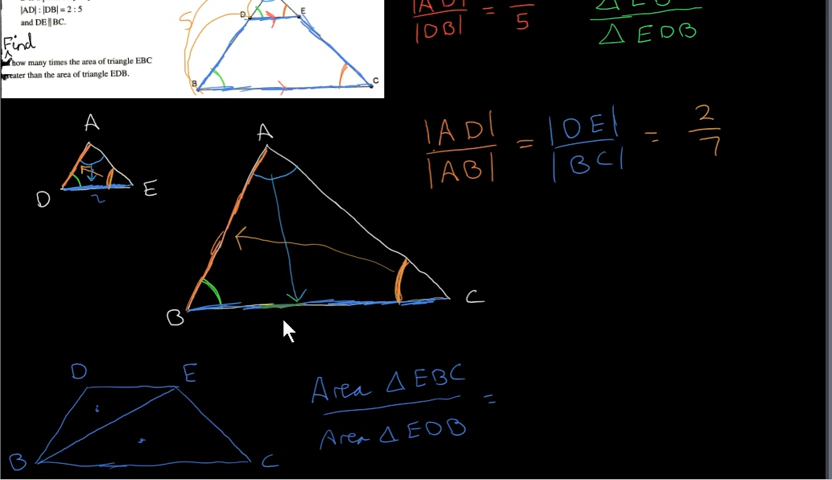 |AD| : |DB| = 2 : 5
and DE || BC.
Find
how many times the area of triangle EBC
greater than the area of triangle EDB.
5
D
E
B
C
|AD|
|DB|
=
5
Δ EDB
A
D
E
2
A
B
C
|AD| / |AB| = |DE| / |BC| = 2 / 7
D
E
B
C
Area Δ EBC
=
Area Δ EDB